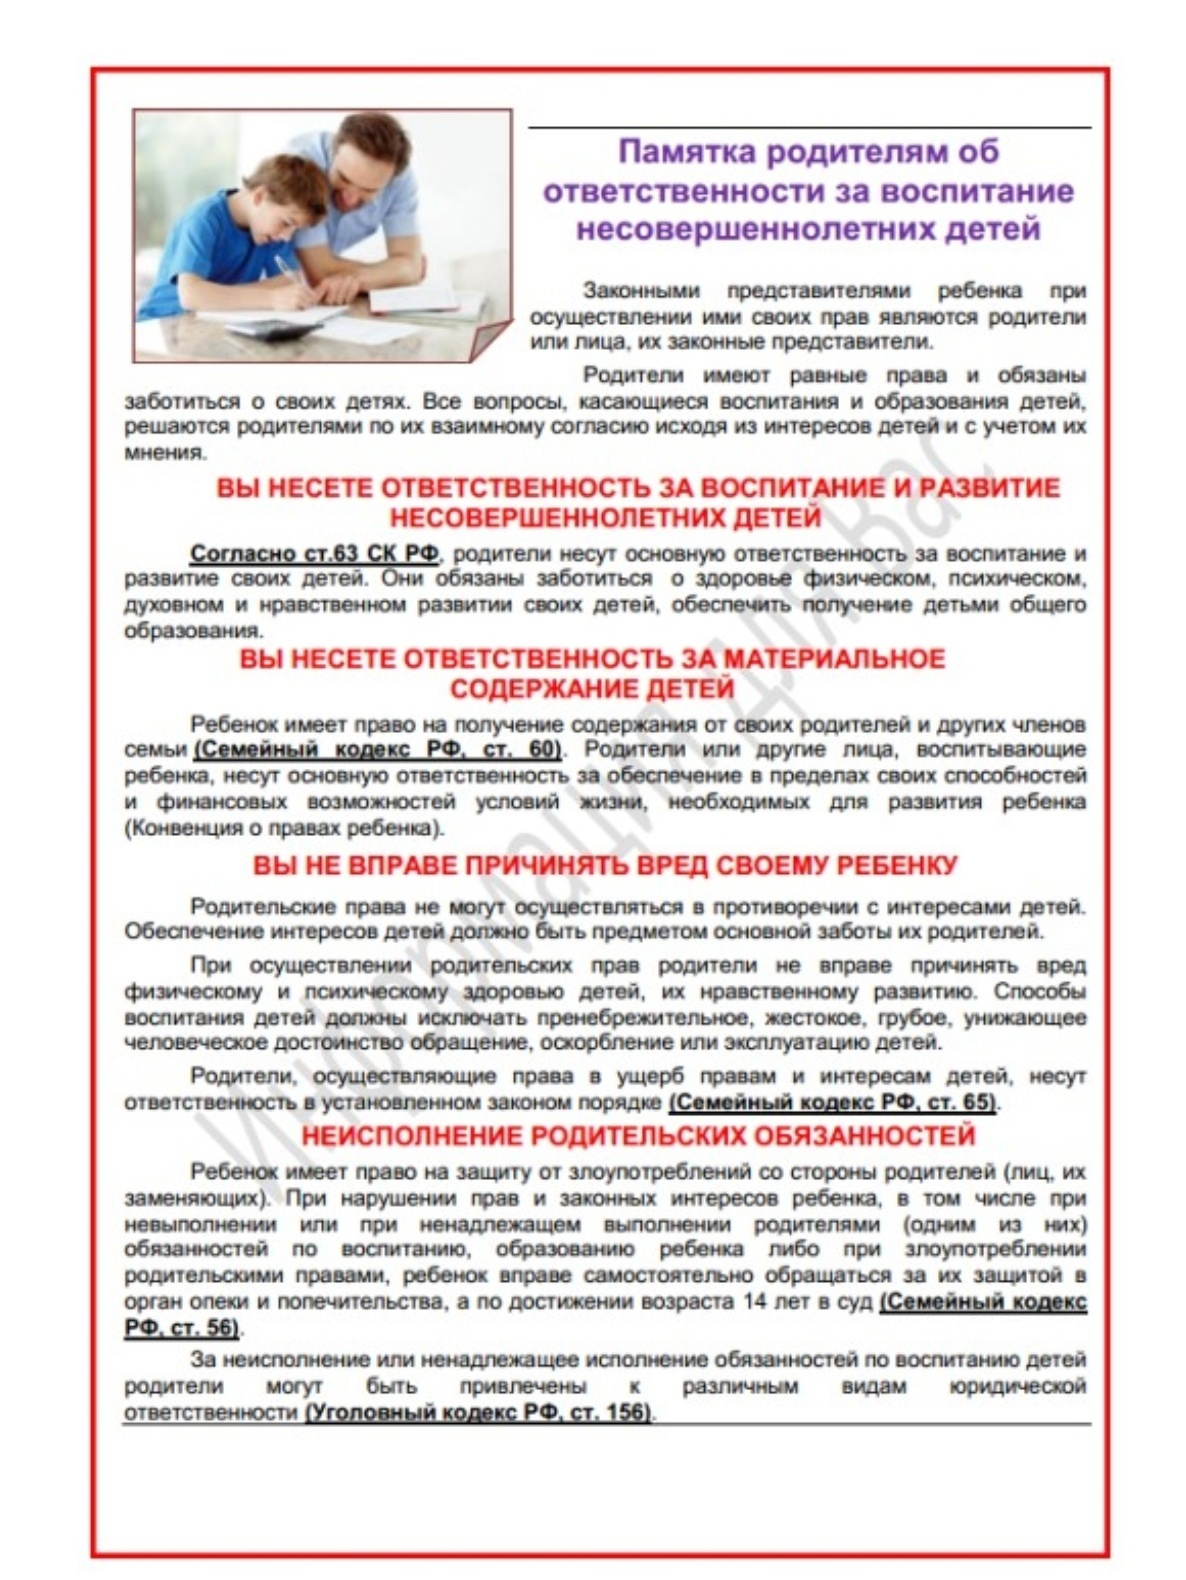 Памятка родителям об
ответственности за воспитание
несовершеннолетних детей
Законными представителями ребенка при
осуществлении ими своих прав являются родители
или лица, их законные представители.
Родители имеют равные права и обязаны
заботиться о своих детях. Все вопросы, касающиеся воспитания и образования детей,
решаются родителями по их взаимному согласию исходя из интересов детей и с учетом их
мнения.
ВЫ НЕСЕТЕ ОТВЕТСТВЕННОСТЬ ЗА ВОСПИТАНИЕ И РАЗВИТИЕ
НЕСОВЕРШЕННОЛЕТНИХ ДЕТЕЙ
Согласно ст.63 СК РФ, родители несут основную ответственность за воспитание и
развитие своих детей. Они обязаны заботиться о здоровье физическом, психическом,
духовном и нравственном развитии своих детей, обеспечить получение детьми общего
образования.
ВЫ НЕСЕТЕ ОТВЕТСТВЕННОСТЬ ЗА МАТЕРИАЛЬНОЕ
СОДЕРЖАНИЕ ДЕТЕЙ
Ребенок имеет право на получение содержания от своих родителей и других членов
семьи (Семейный кодекс РФ, ст. 60). Родители или другие лица, воспитывающие
ребенка, несут основную ответственность за обеспечение в пределах своих способностей
и финансовых возможностей условий жизни, необходимых для развития ребенка
(Конвенция о правах ребенка).
ВЫ НЕ ВПРАВЕ ПРИЧИНЯТЬ ВРЕД СВОЕМУ РЕБЕНКУ
Родительские права не могут осуществляться в противоречии с интересами детей.
Обеспечение интересов детей должно быть предметом основной заботы их родителей.
При осуществлении родительских прав родители не вправе причинять вред
физическому и психическому здоровью детей, их нравственному развитию. Способы
воспитания детей должны исключать пренебрежительное, жестокое, грубое, унижающее
человеческое достоинство обращение, оскорбление или эксплуатацию детей.
Родители, осуществляющие права в ущерб правам и интересам детей, несут
ответственность в установленном законом порядке (Семейный кодекс РФ, ст. 65).
НЕИСПОЛНЕНИЕ РОДИТЕЛЬСКИХ ОБЯЗАННОСТЕЙ
Ребенок имеет право на защиту от злоупотреблений со стороны родителей (лиц, их
заменяющих). При нарушении прав и законных интересов ребенка, в том числе при
невыполнении или при ненадлежащем выполнении родителями (одним из них)
обязанностей по воспитанию, образованию ребенка либо при злоупотреблении
родительскими правами, ребенок вправе самостоятельно обращаться за их защитой в
орган опеки и попечительства, а по достижении возраста 14 лет в суд (Семейный кодекс
РФ, ст. 56).
За неисполнение или ненадлежащее исполнение обязанностей по воспитанию детей
родители могут быть привлечены к различным видам юридической
ответственности (Уголовный кодекс РФ, ст. 156).
Информация для Вас